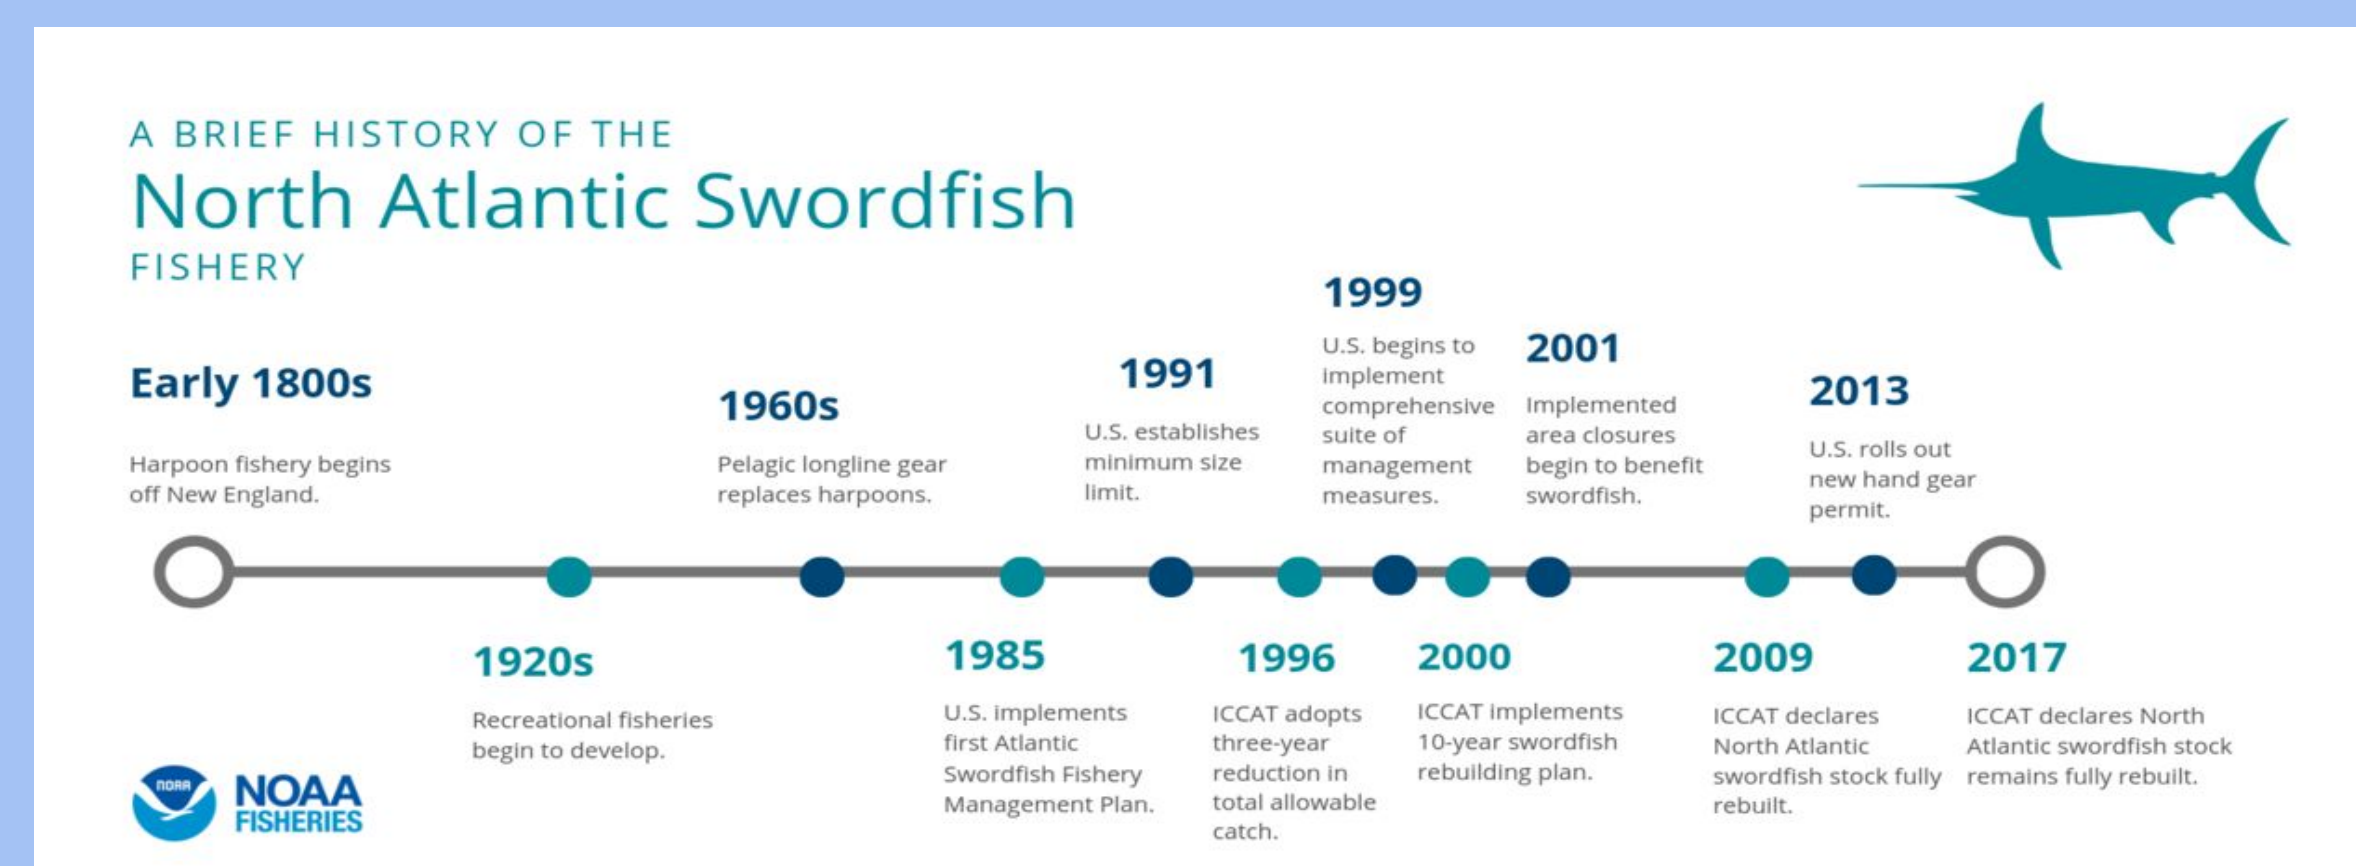 A BRIEF HISTORY OF THE
North Atlantic Swordfish
FISHERY
Early 1800s
Harpoon fishery begins
off New England.
1920s
Recreational fisheries
begin to develop.
1960s
Pelagic longline gear
replaces harpoons.
1985
U.S. implements
first Atlantic
Swordfish Fishery
Management Plan.
1991
U.S. establishes
minimum size
limit.
1996
ICCAT adopts
three-year
reduction in
total allowable
catch.
1999
U.S. begins to
implement
comprehensive
suite of
management
measures.
2000
ICCAT implements
10-year swordfish
rebuilding plan.
2001
Implemented
area closures
begin to benefit
swordfish.
2009
ICCAT declares
North Atlantic
swordfish stock fully
rebuilt.
2013
U.S. rolls out
new hand gear
permit.
2017
ICCAT declares North
Atlantic swordfish stock
remains fully rebuilt.
NOAA
NOAA
FISHERIES